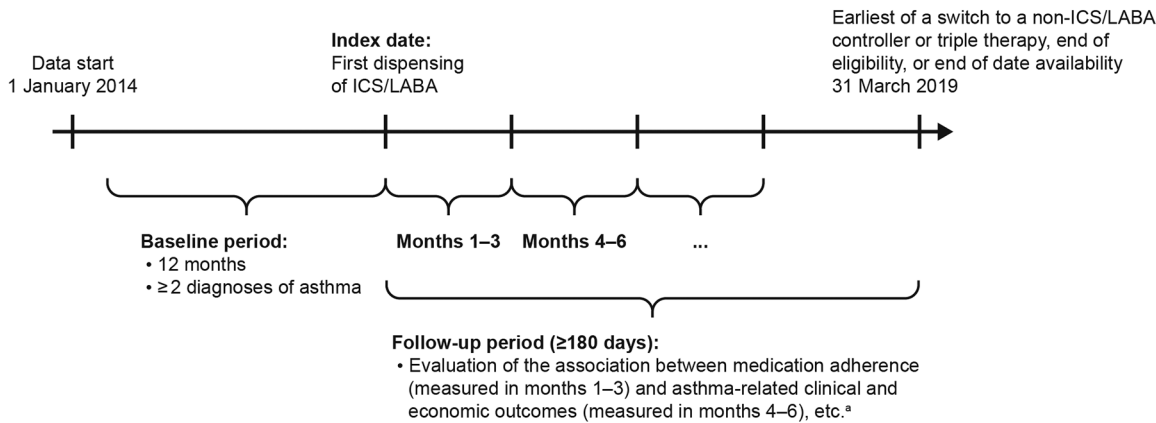 Data start
1 January 2014
Index date:
First dispensing
of ICS/LABA
Earliest of a switch to a non-ICS/LABA
controller or triple therapy, end of
eligibility, or end of date availability
31 March 2019
Baseline period:
• 12 months
• ≥2 diagnoses of asthma
Months 1–3
Months 4–6
...
Follow-up period (≥180 days):
• Evaluation of the association between medication adherence
(measured in months 1–3) and asthma-related clinical and
economic outcomes (measured in months 4–6), etc.ᵃ